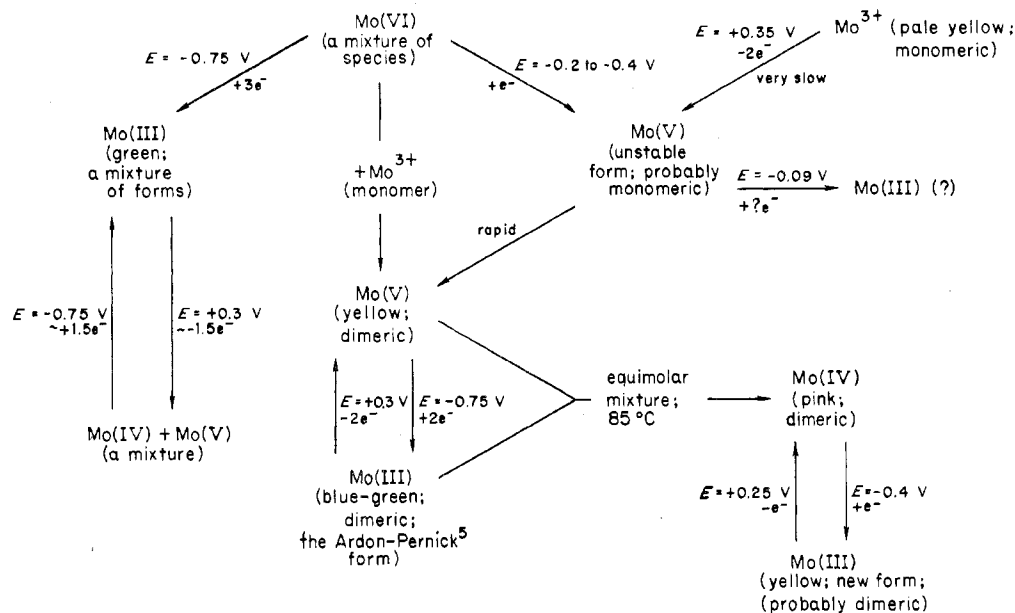 Mo(VI)
(a mixture of
species)
E = -0.75 V
+3e⁻
+e⁻
E = -0.2 to -0.4 V
E = +0.35 V
-2e⁻
very slow
Mo³⁺ (pale yellow;
monomeric)
Mo(III)
(green;
a mixture
of forms)
+Mo³⁺
(monomer)
Mo(V)
(unstable
form; probably
monomeric)
E = -0.09 V
+?e⁻
Mo(III) (?)
rapid
E = -0.75 V
~+1.5e⁻
E = +0.3 V
~-1.5e⁻
Mo(V)
(yellow;
dimeric)
Mo(IV) + Mo(V)
(a mixture)
E = +0.3 V
-2e⁻
E = -0.75 V
+2e⁻
equimolar
mixture;
85 °C
Mo(IV)
(pink;
dimeric)
Mo(III)
(blue-green;
dimeric;
the Ardon-Pernick⁵
form)
E = +0.25 V
-e⁻
E = -0.4 V
+e⁻
Mo(III)
(yellow; new form;
(probably dimeric)